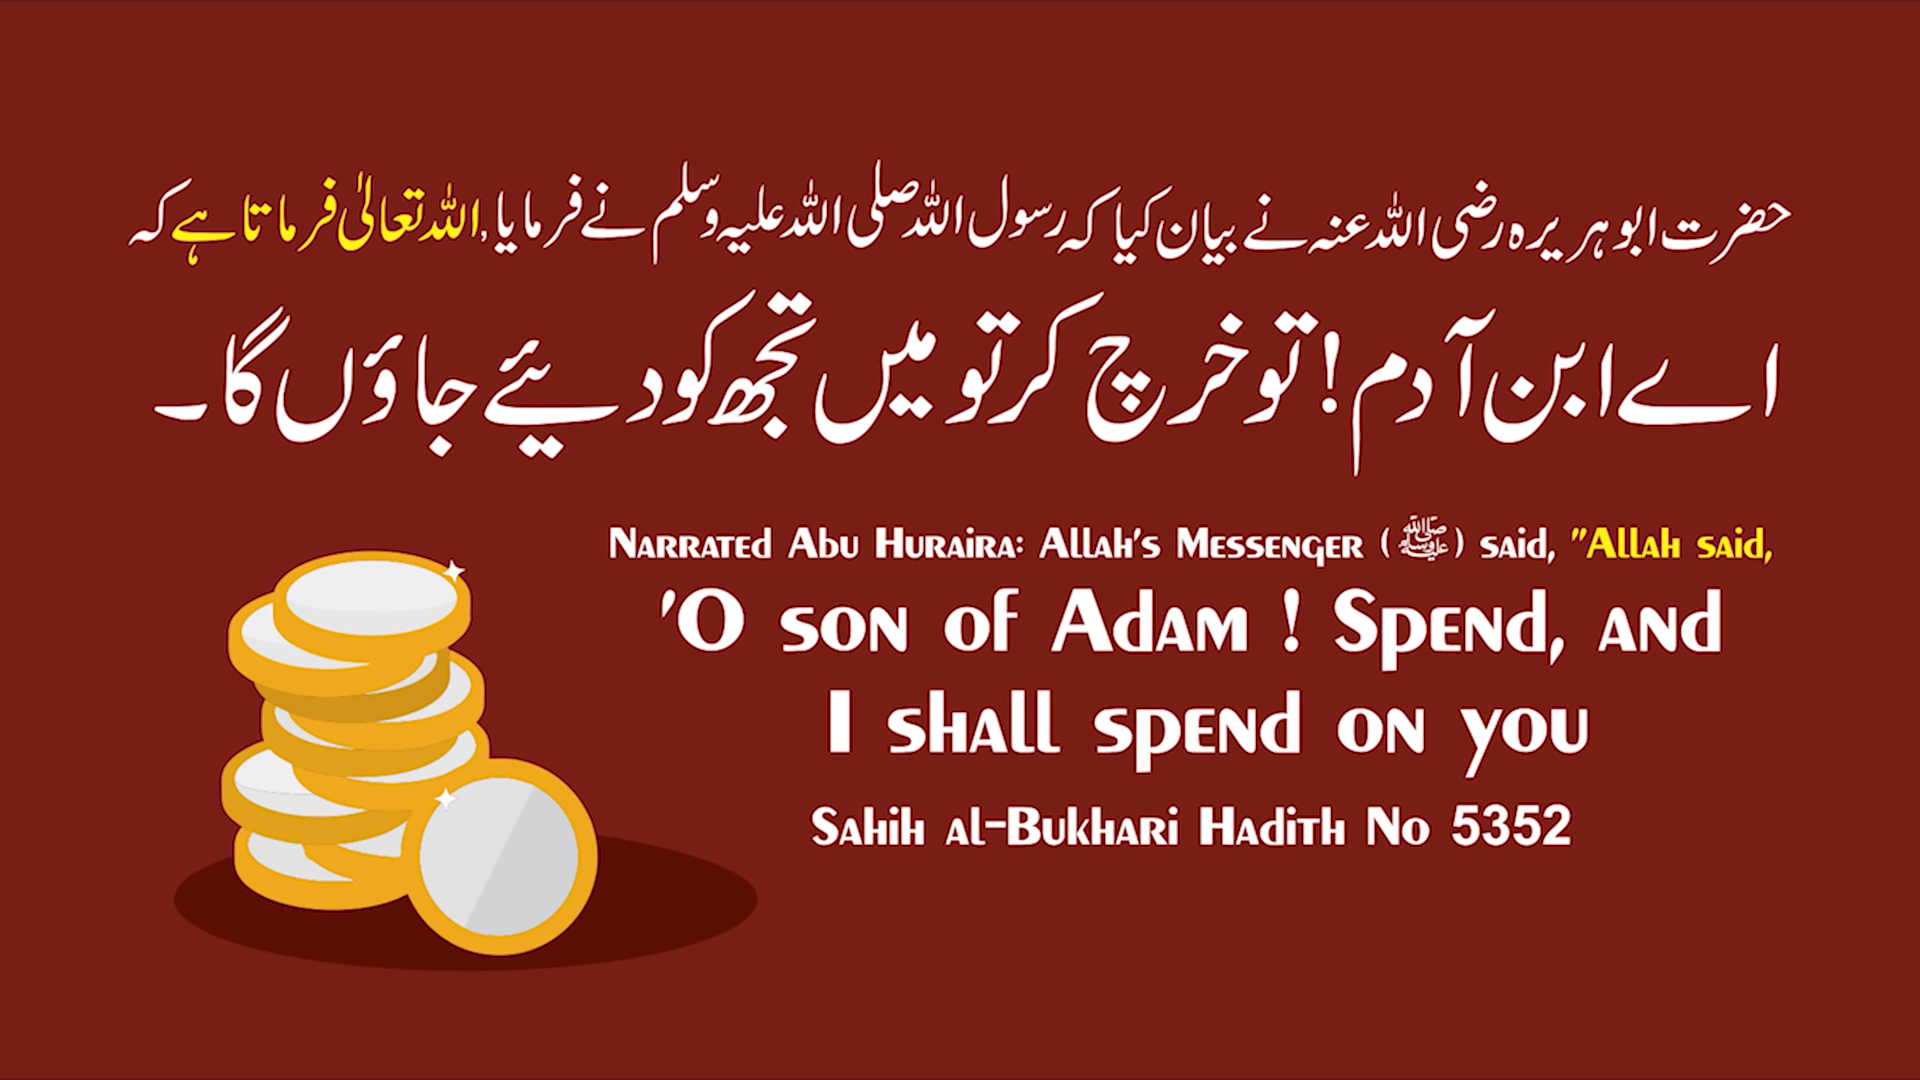 حضرت ابو ہریرہ رضی اللہ عنہ نے بیان کیا کہ رسول اللہ صلی اللہ علیہ وسلم نے فرمایا, اللہ تعالیٰ فرماتا ہے کہ
اے ابن آدم! تو خرچ کر تو میں تجھ کو دیئے جاؤں گا۔
Narrated Abu Huraira: Allah's Messenger (ﷺ) said, "Allah said,
'O son of Adam ! Spend, and
I shall spend on you
Sahih al-Bukhari Hadith No 5352